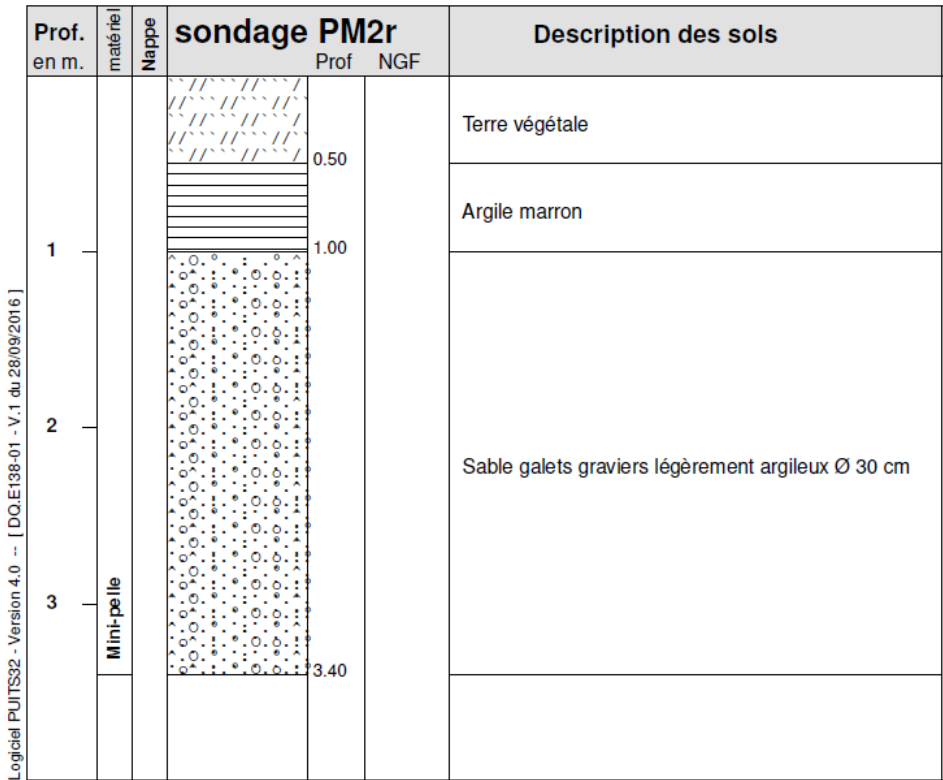 Prof.
en m.
matériel
Nappe
sondage PM2r
Prof NGF
Description des sols
Terre végétale
0.50
Argile marron
1
1.00
2
Sable galets graviers légèrement argileux Ø 30 cm
3
Mini-pelle
3.40
Logiciel PUITS32 - Version 4.0 -- [ DQ.E138-01 - V.1 du 28/09/2016 ]